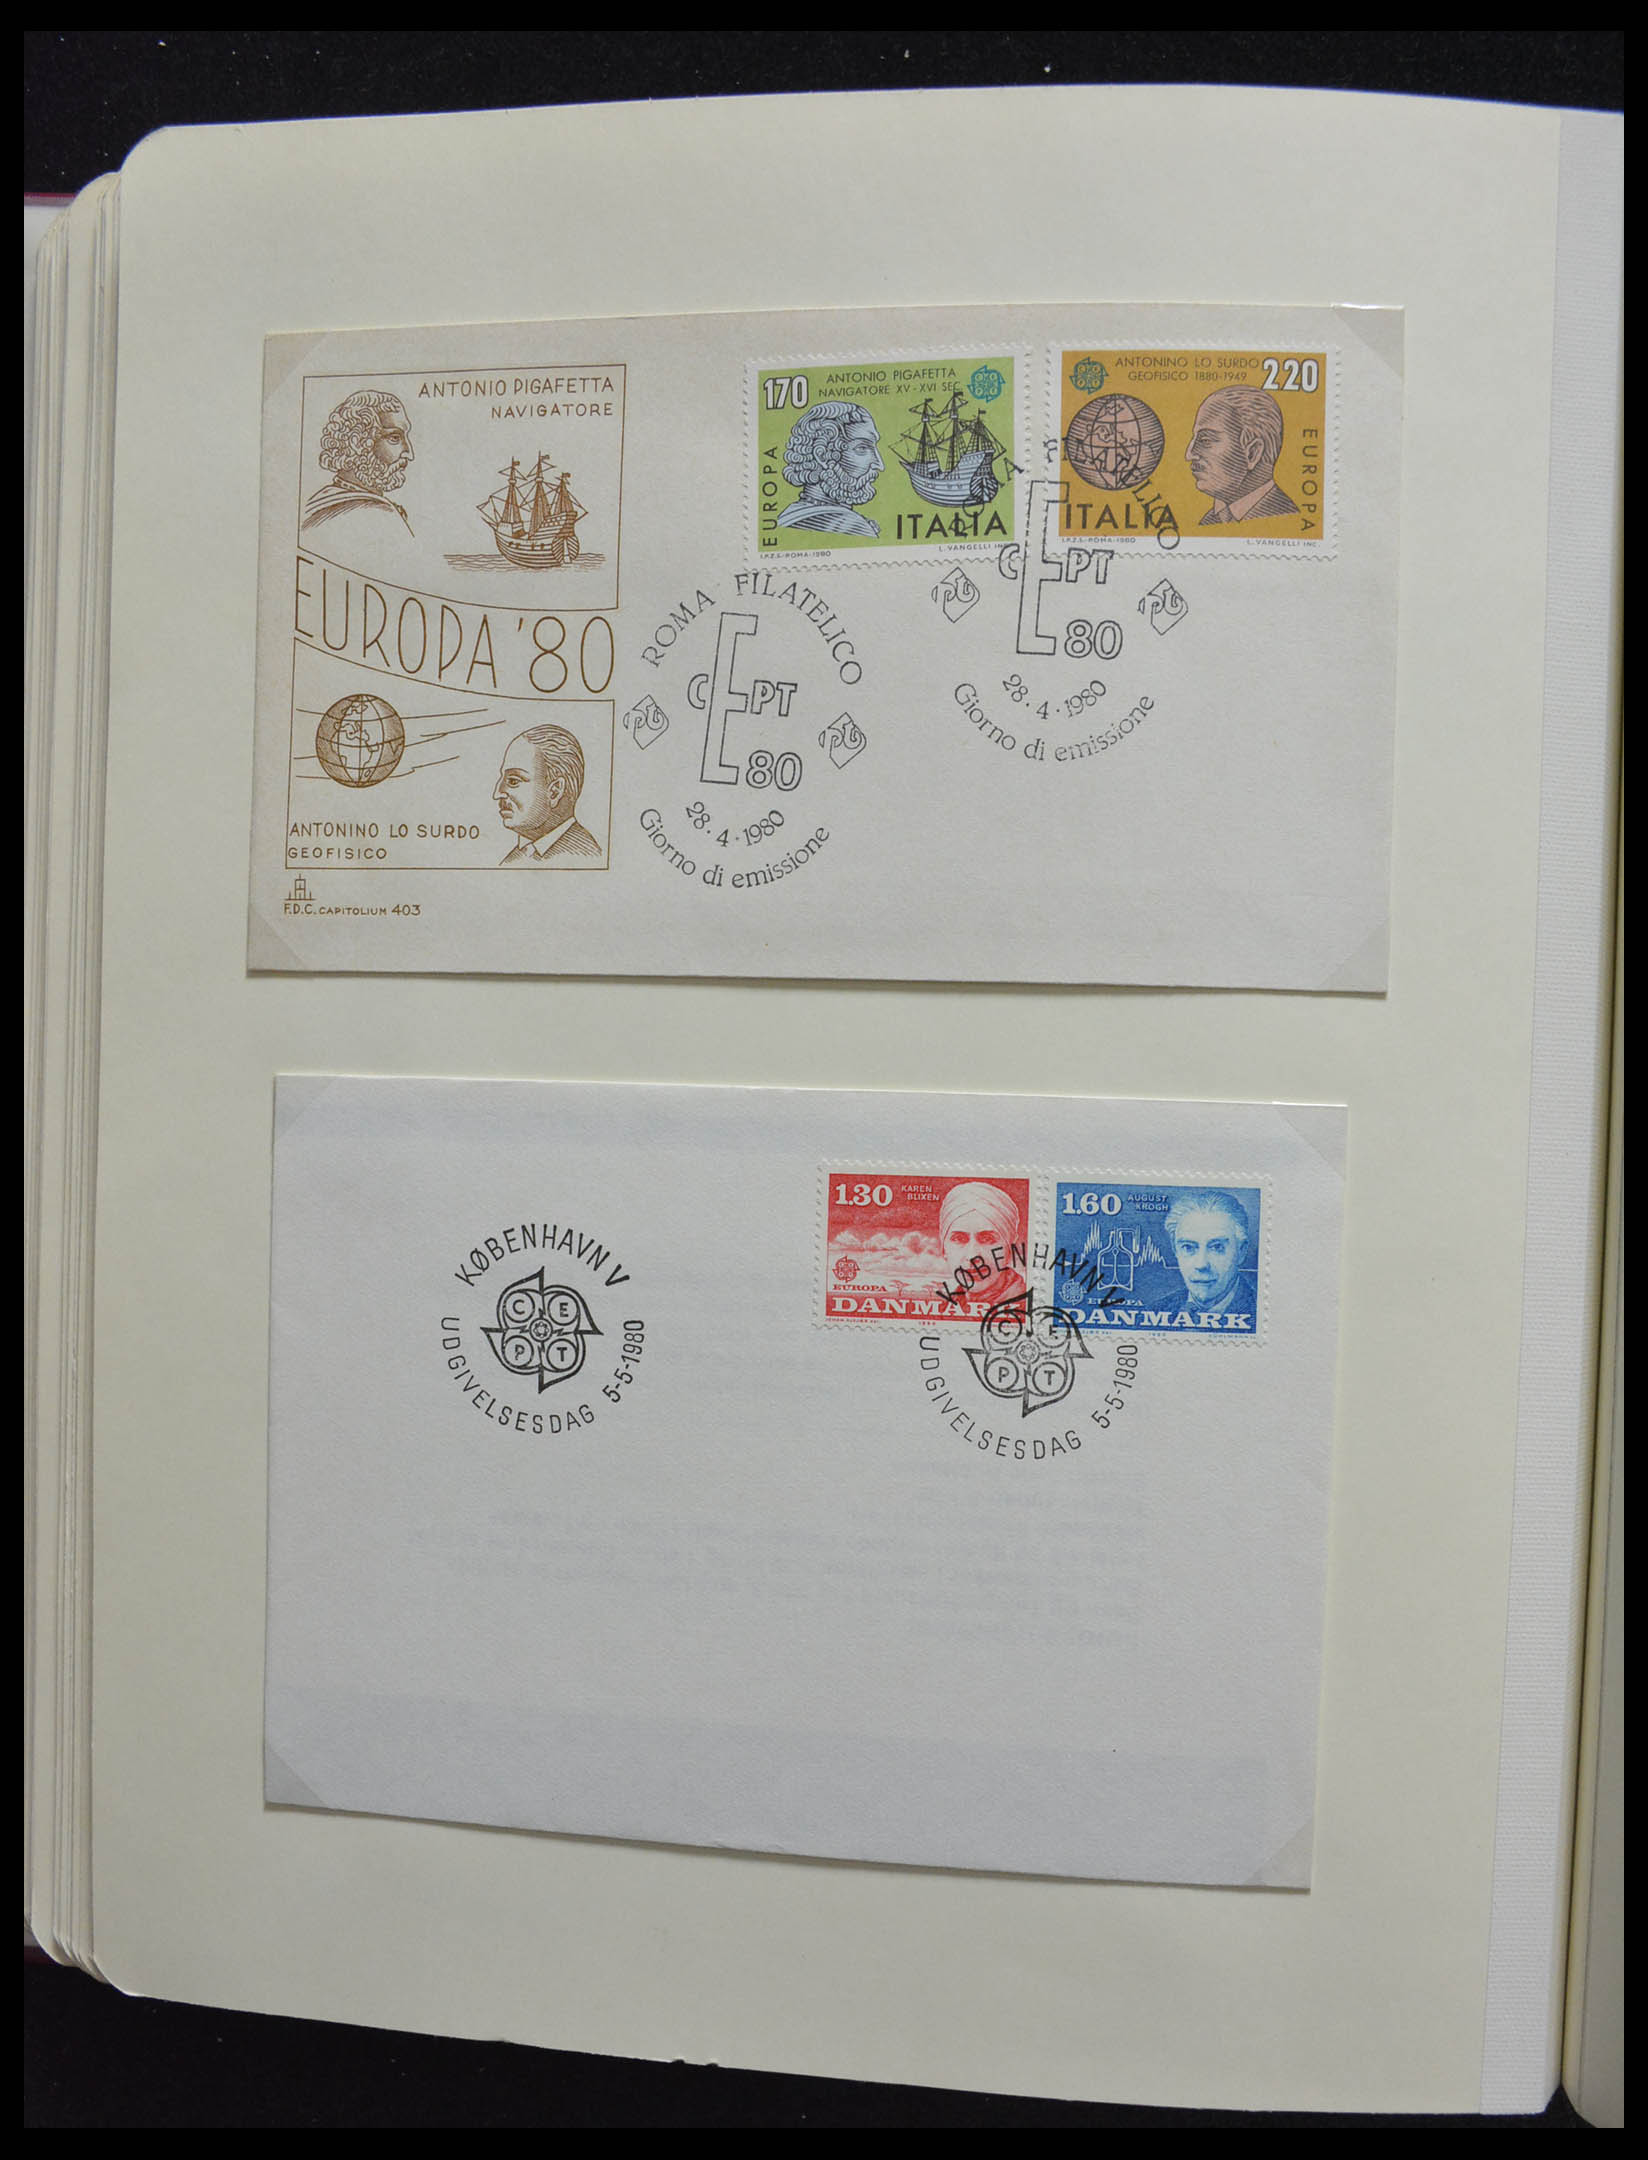 ANTONIO PIGAFETTA
NAVIGATORE
EUROPA '80
ANTONINO LO SURDO
GEOFISICO
F.D.C. CAPITOLIUM 403
170
ANTONIO PIGAFETTA
NAVIGATORE XV-XVI SEC.
EUROPA
ITALIA
I.P.Z.S.-ROMA-1980
L. VANGELLI INC.
ANTONINO LO SURDO
GEOFISICO 1880-1949
220
EUROPA
ITALIA
I.P.Z.S.-ROMA-1980
L. VANGELLI INC.
ROMA FILATELICO
CEPT
80
28.4.1980
Giorno di emissione
ROMA FILATELICO
CEPT
80
28.4.1980
Giorno di emissione
1.30
KAREN
BLIXEN
EUROPA
DANMARK
1.60
AUGUST
KROGH
EUROPA
DANMARK
KØBENHAVN V
CEPT
UDGIVELSESDAG 5-5-1980
KØBENHAVN V
CEPT
UDGIVELSESDAG 5-5-1980